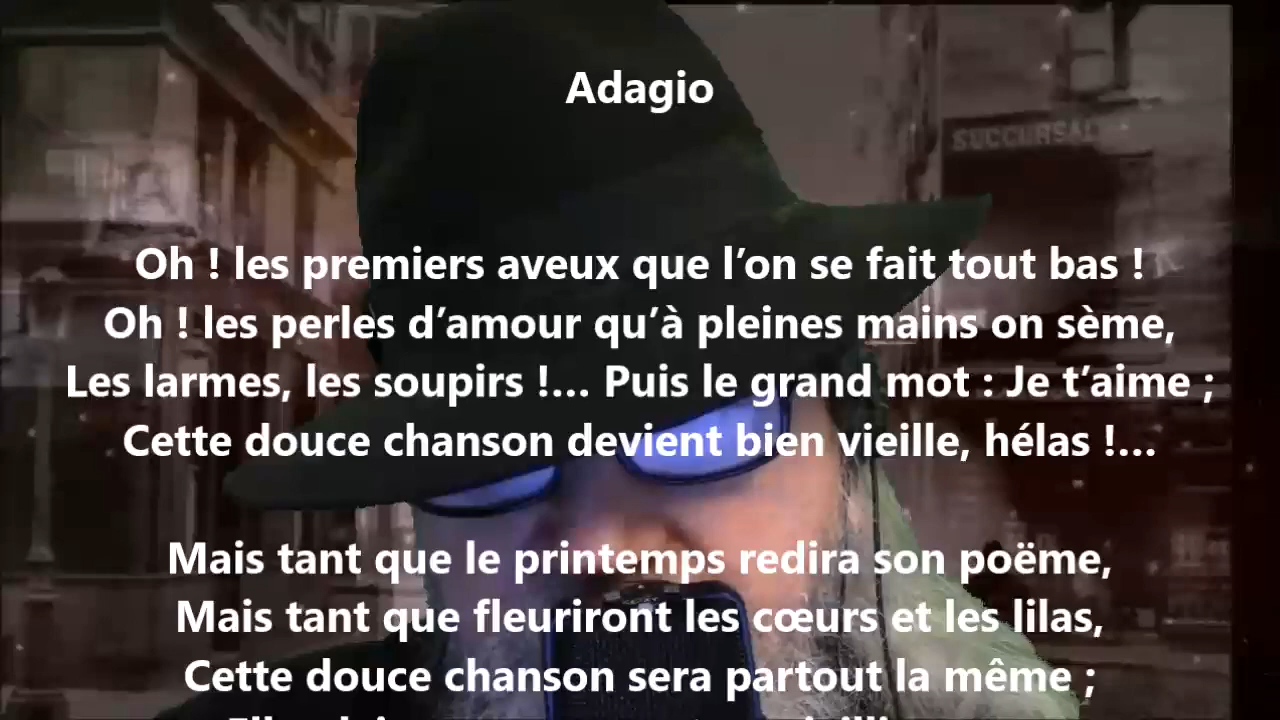 Adagio
SUCCURSAL
Oh ! les premiers aveux que l’on se fait tout bas !
Oh ! les perles d’amour qu’à pleines mains on sème,
Les larmes, les soupirs !… Puis le grand mot : Je t’aime ;
Cette douce chanson devient bien vieille, hélas !…
Mais tant que le printemps redira son poëme,
Mais tant que fleuriront les cœurs et les lilas,
Cette douce chanson sera partout la même ;